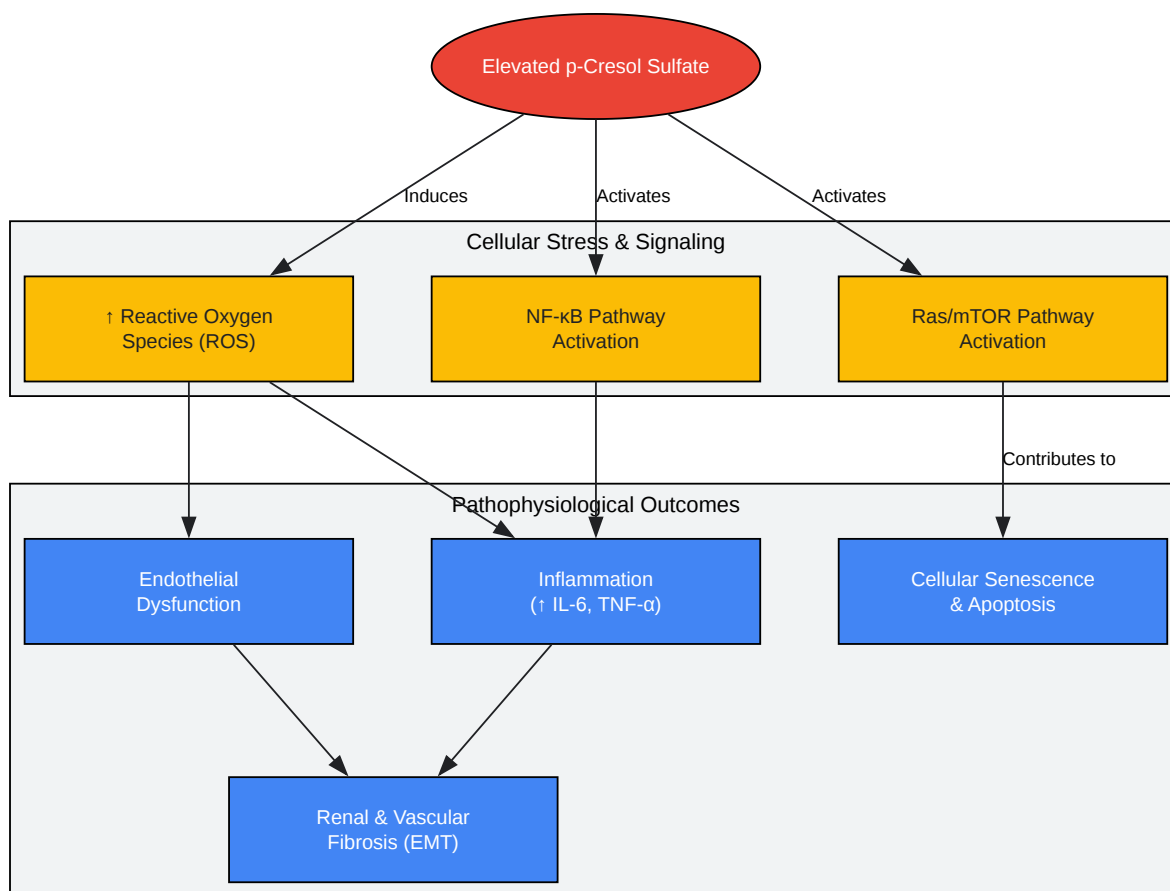 Elevated p-Cresol Sulfate
Induces
Activates
Activates
Cellular Stress & Signaling
↑ Reactive Oxygen
Species (ROS)
NF-κB Pathway
Activation
Ras/mTOR Pathway
Activation
Contributes to
Pathophysiological Outcomes
Endothelial
Dysfunction
Inflammation
(↑ IL-6, TNF-α)
Cellular Senescence
& Apoptosis
Renal & Vascular
Fibrosis (EMT)